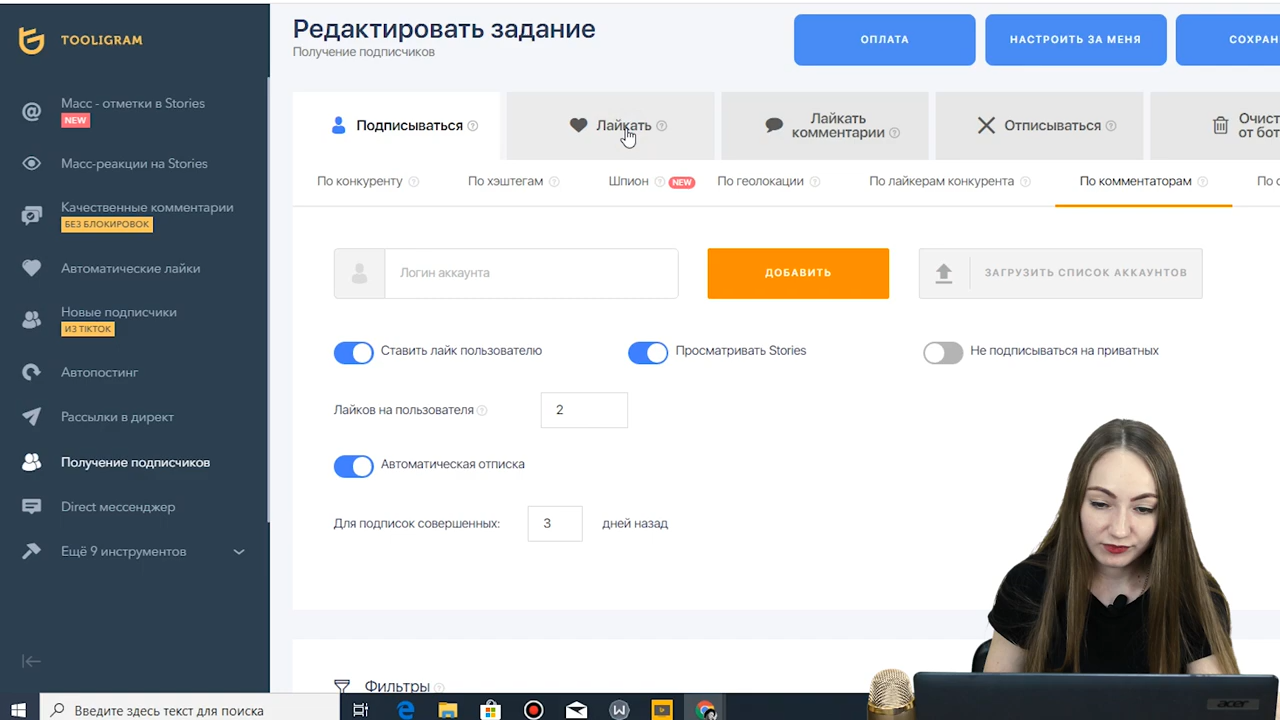 TOOLIGRAM
Масс - отметки в Stories
NEW
Масс-реакции на Stories
Качественные комментарии
БЕЗ БЛОКИРОВОК
Автоматические лайки
Новые подписчики
ИЗ TIKTOK
Автопостинг
Рассылки в директ
Получение подписчиков
Direct мессенджер
Ещё 9 инструментов
Редактировать задание
Получение подписчиков
ОПЛАТА
НАСТРОИТЬ ЗА МЕНЯ
СОХРАН
Подписываться
Лайкать
Лайкать
комментарии
Отписываться
Очист
от бот
По конкуренту
По хэштегам
Шпион NEW
По геолокации
По лайкерам конкурента
По комментаторам
По с
Логин аккаунта
ДОБАВИТЬ
ЗАГРУЗИТЬ СПИСОК АККАУНТОВ
Ставить лайк пользователю
Просматривать Stories
Не подписываться на приватных
Лайков на пользователя 2
Автоматическая отписка
Для подписок совершенных: 3 дней назад
Фильтры
Введите здесь текст для поиска
acer